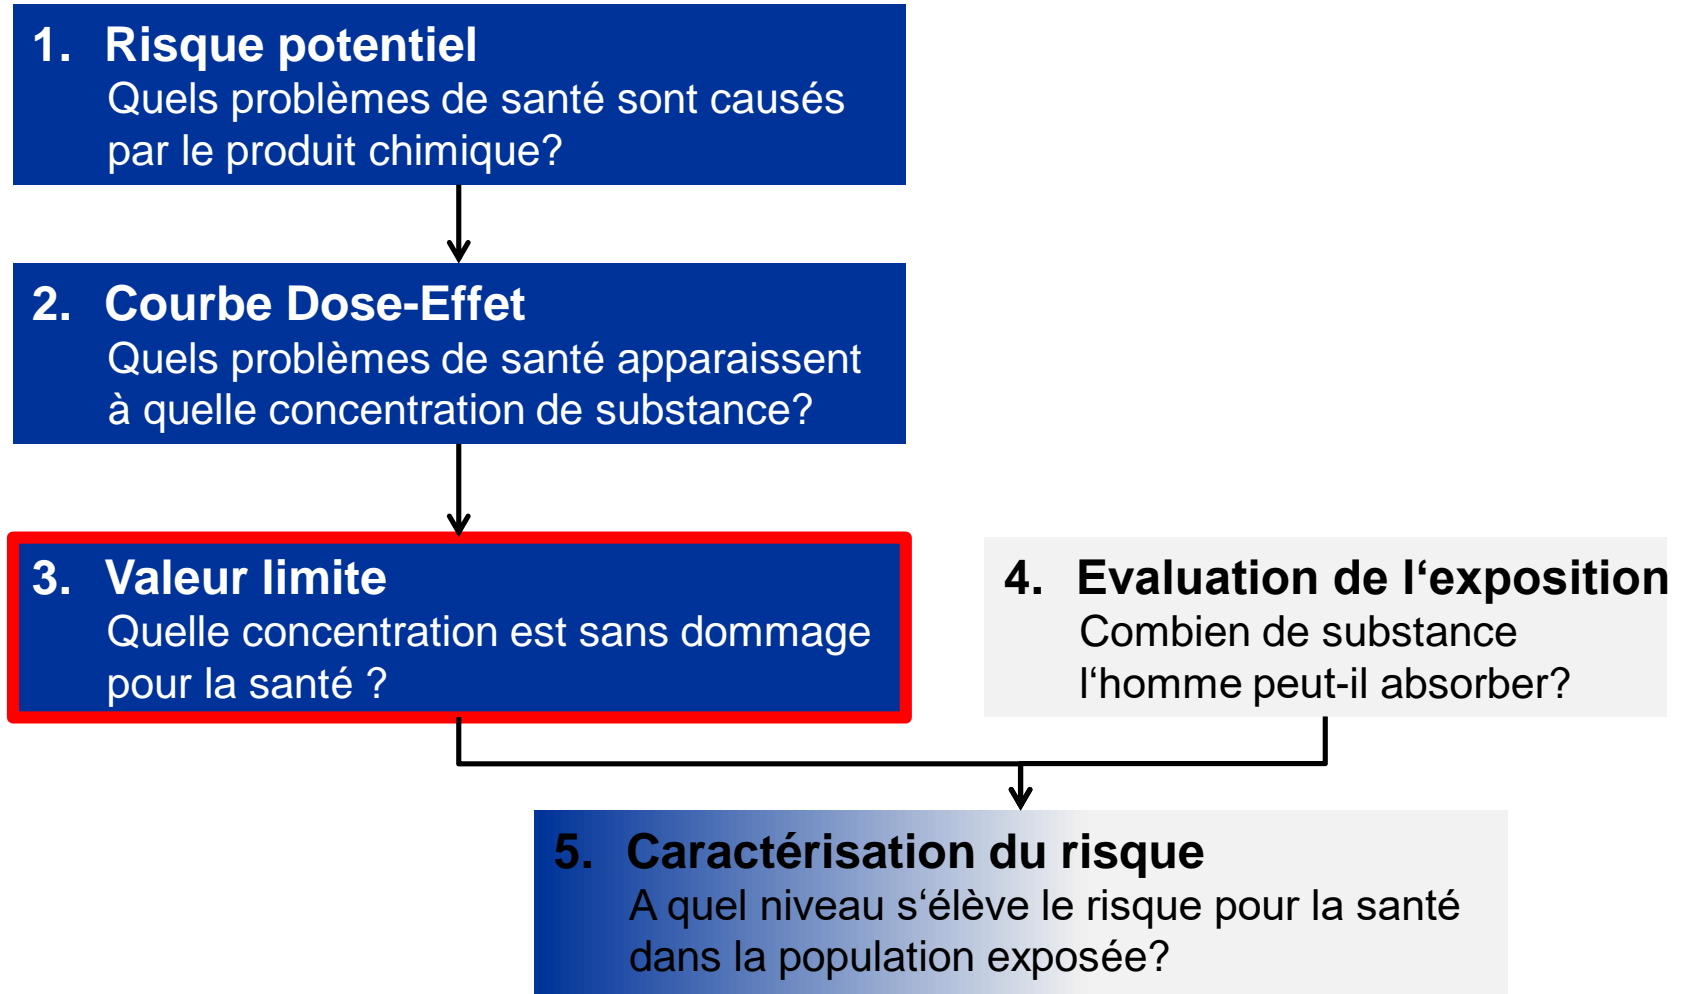 1. Risque potentiel
Quels problèmes de santé sont causés
par le produit chimique?
2. Courbe Dose-Effet
Quels problèmes de santé apparaissent
à quelle concentration de substance?
3. Valeur limite
Quelle concentration est sans dommage
pour la santé ?
4. Evaluation de l‘exposition
Combien de substance
l‘homme peut-il absorber?
5. Caractérisation du risque
A quel niveau s‘élève le risque pour la santé
dans la population exposée?